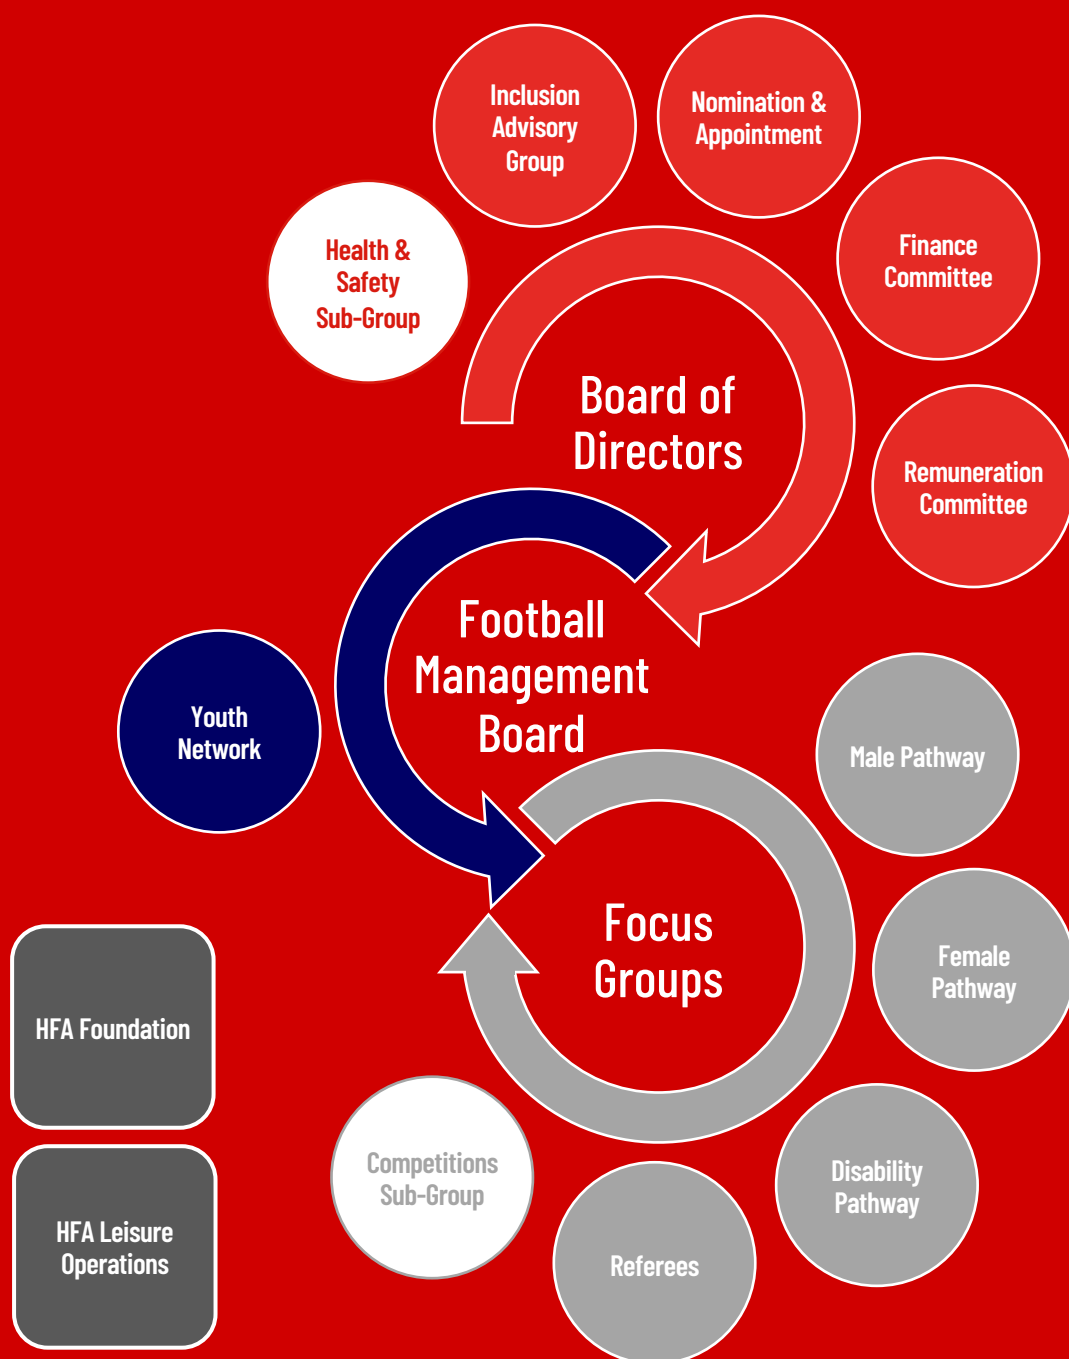 Inclusion
Advisory
Group
Nomination &
Appointment
Health &
Safety
Sub-Group
Finance
Committee
Board of
Directors
Remuneration
Committee
Football
Management
Board
Youth
Network
Male Pathway
Focus
Groups
Female
Pathway
HFA Foundation
Competitions
Sub-Group
Disability
Pathway
HFA Leisure
Operations
Referees